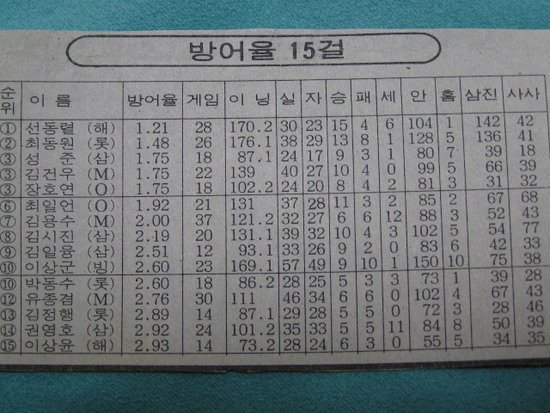 방어율 15걸
순위 이름 방어율 게임 이닝 실 자 승 패 세 안 홈 삼진 사사
① 선동렬 (해) 1.21 28 170.2 30 23 15 4 6 104 1 142 42
② 최동원 (롯) 1.48 26 176.1 38 29 13 8 1 128 5 136 41
③ 성준 (삼) 1.75 18 87.1 24 17 9 3 1 80 7 39 18
③ 김건우 (M) 1.75 22 139 40 27 10 4 0 99 5 66 39
③ 장호연 (O) 1.75 18 102.2 24 20 8 4 2 81 3 31 32
⑥ 최일언 (O) 1.92 21 131 37 28 11 3 2 85 2 67 68
⑦ 김용수 (M) 2.00 37 121.2 32 27 6 6 12 88 3 52 43
⑧ 김시진 (삼) 2.19 20 131.1 39 32 10 4 3 102 5 54 77
⑨ 김일융 (삼) 2.51 12 93.1 33 26 9 2 0 83 6 42 33
⑩ 이상군 (빙) 2.60 23 169.1 57 49 9 10 1 150 10 75 38
⑩ 박동수 (롯) 2.60 18 86.2 28 25 5 3 3 73 1 39 28
⑫ 유종겸 (M) 2.76 30 111 46 34 6 6 0 102 4 67 43
⑬ 김정행 (롯) 2.89 14 87.1 29 28 5 5 0 72 3 28 46
⑭ 권영호 (삼) 2.92 24 101.2 35 33 5 5 11 84 8 50 39
⑮ 이상윤 (해) 2.93 14 73.2 28 24 6 3 0 55 5 34 35